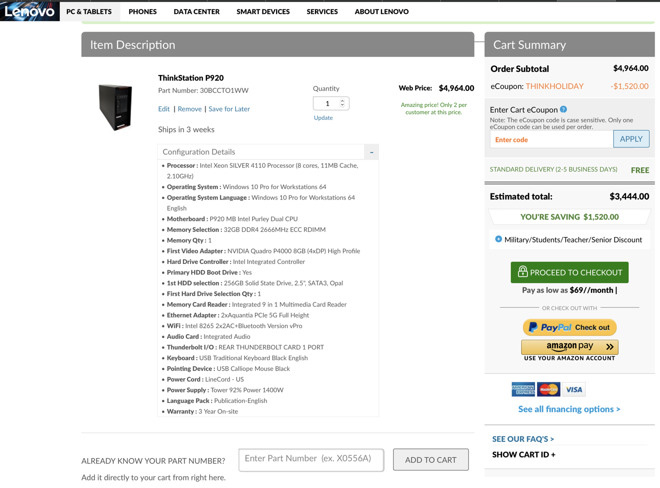 Lenovo
PC & TABLETS
PHONES
DATA CENTER
SMART DEVICES
SERVICES
ABOUT LENOVO
Item Description
ThinkStation P920
Part Number: 30BCCTO1WW
Edit | Remove | Save for Later
Ships in 3 weeks
Quantity
1
Update
Web Price: $4,964.00
Amazing price! Only 2 per
customer at this price.
Configuration Details
-
• Processor : Intel Xeon SILVER 4110 Processor (8 cores, 11MB Cache,
2.10GHz)
• Operating System : Windows 10 Pro for Workstations 64
• Operating System Language : Windows 10 Pro for Workstations 64
English
• Motherboard : P920 MB Intel Purley Dual CPU
• Memory Selection : 32GB DDR4 2666MHz ECC RDIMM
• Memory Qty : 1
• First Video Adapter : NVIDIA Quadro P4000 8GB (4xDP) High Profile
• Hard Drive Controller : Intel Integrated Controller
• Primary HDD Boot Drive : Yes
• 1st HDD selection : 256GB Solid State Drive, 2.5", SATA3, Opal
• First Hard Drive Selection Qty : 1
• Memory Card Reader : Integrated 9 in 1 Multimedia Card Reader
• Ethernet Adapter : 2xAquantia PCIe 5G Full Height
• WiFi : Intel 8265 2x2AC+Bluetooth Version vPro
• Audio Card : Integrated Audio
• Thunderbolt I/O : REAR THUNDERBOLT CARD 1 PORT
• Keyboard : USB Traditional Keyboard Black English
• Pointing Device : USB Calliope Mouse Black
• Power Cord : LineCord - US
• Power Supply : Tower 92% Power 1400W
• Language Pack : Publication-English
• Warranty : 3 Year On-site
ALREADY KNOW YOUR PART NUMBER?
Enter Part Number (ex. X0556A)
ADD TO CART
Add it directly to your cart from right here.
Cart Summary
Order Subtotal $4,964.00
eCoupon: THINKHOLIDAY -$1,520.00
Enter Cart eCoupon ?
Note: The eCoupon code is case sensitive. Only one
eCoupon code can be used per order.
Enter code
APPLY
STANDARD DELIVERY (2-5 BUSINESS DAYS) FREE
Estimated total: $3,444.00
YOU'RE SAVING $1,520.00
Military/Students/Teacher/Senior Discount
PROCEED TO CHECKOUT
Pay as low as $69//month |
OR CHECK OUT WITH
PayPal Check out
amazon pay
USE YOUR AMAZON ACCOUNT
VISA
See all financing options >
SEE OUR FAQ'S >
SHOW CART ID +